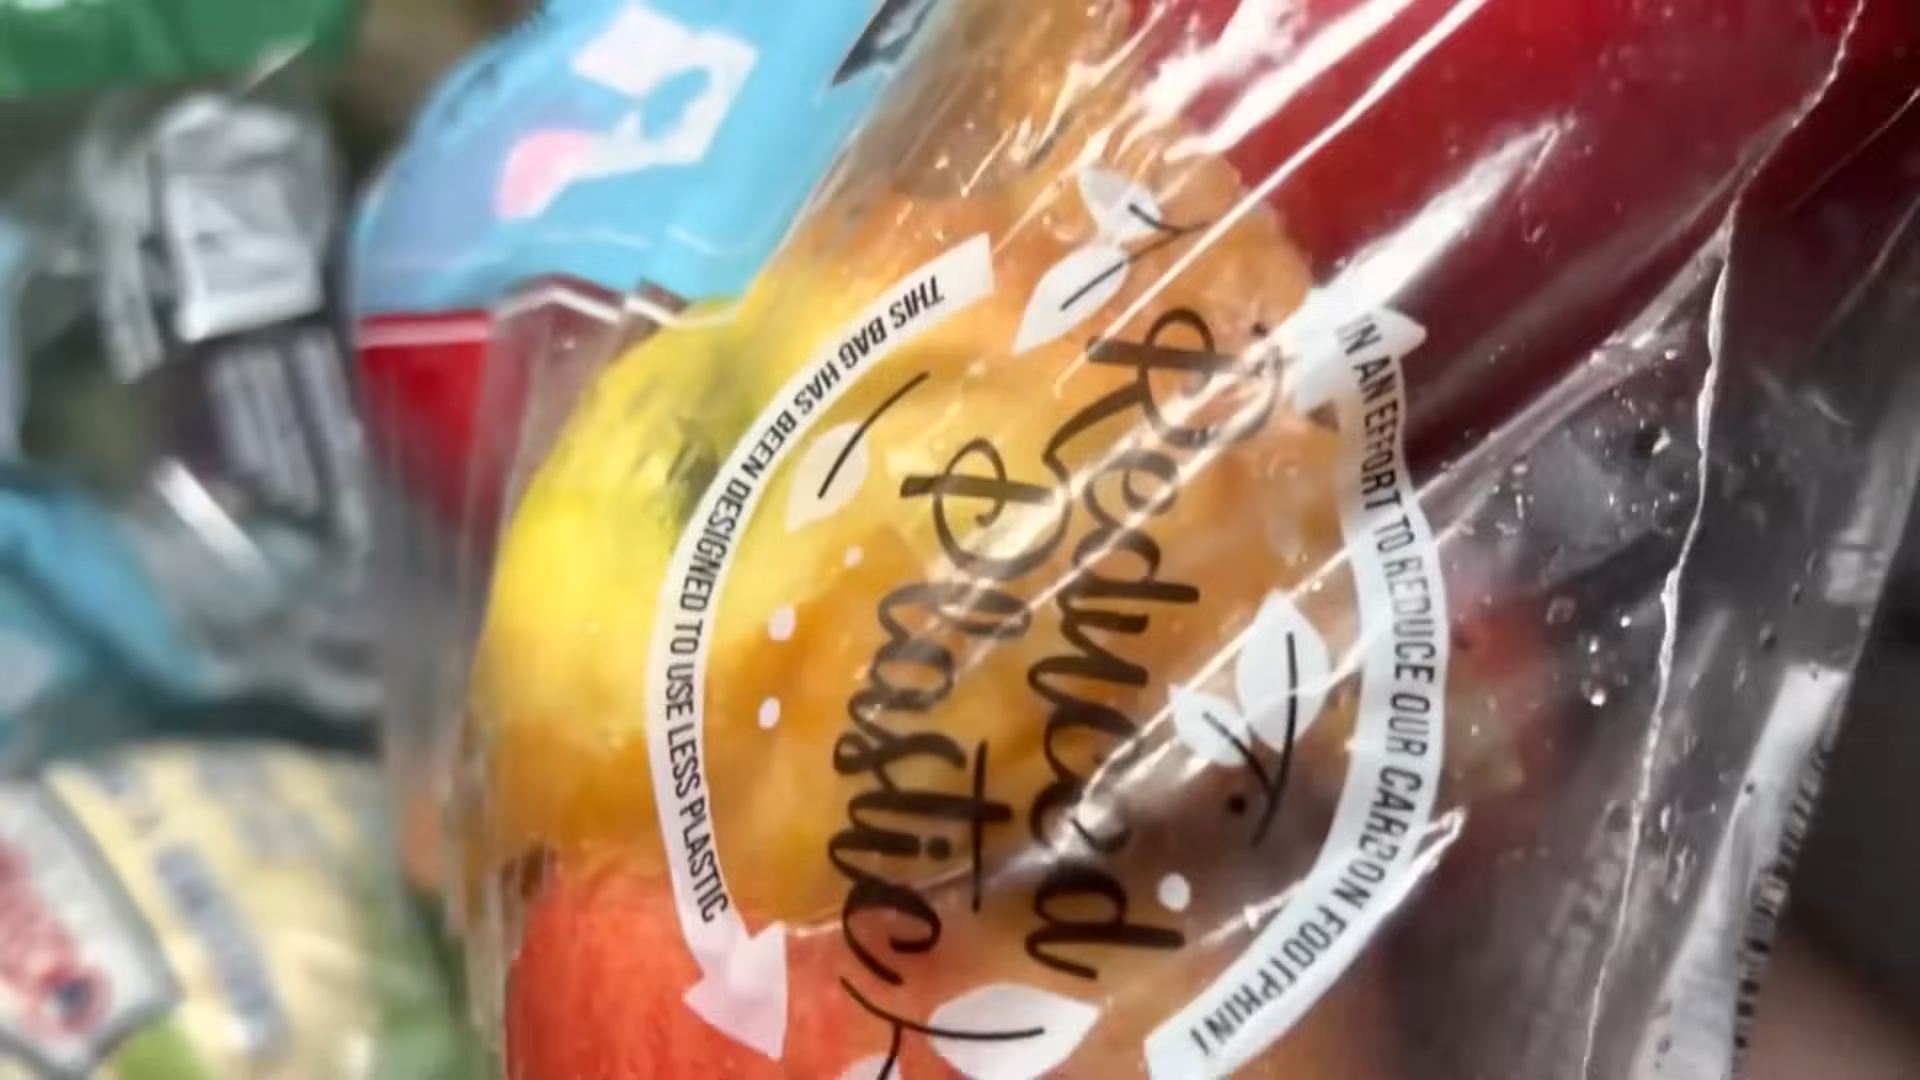 Reduced
Plastic
THIS BAG HAS BEEN DESIGNED TO USE LESS PLASTIC
IN AN EFFORT TO REDUCE OUR CARBON FOOTPRINT